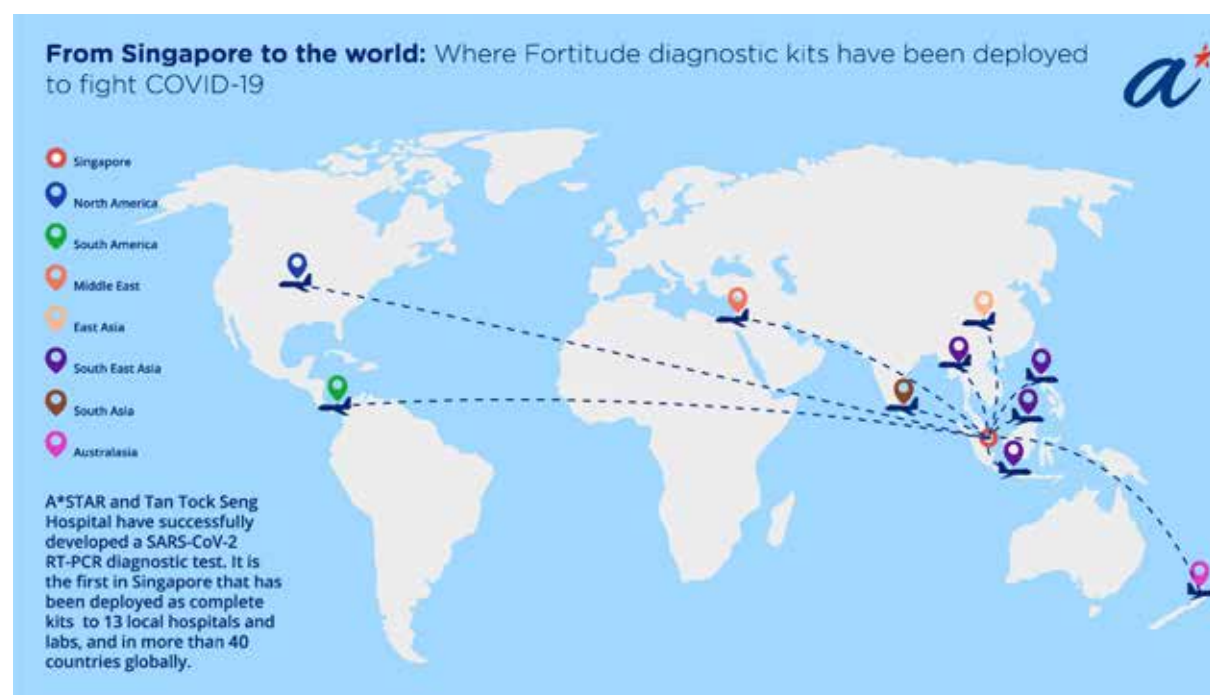 From Singapore to the world: Where Fortitude diagnostic kits have been deployed
to fight COVID-19
a*
Singapore
North America
South America
Middle East
East Asia
South East Asia
South Asia
Australasia
A*STAR and Tan Tock Seng
Hospital have successfully
developed a SARS-CoV-2
RT-PCR diagnostic test. It is
the first in Singapore that has
been deployed as complete
kits to 13 local hospitals and
labs, and in more than 40
countries globally.